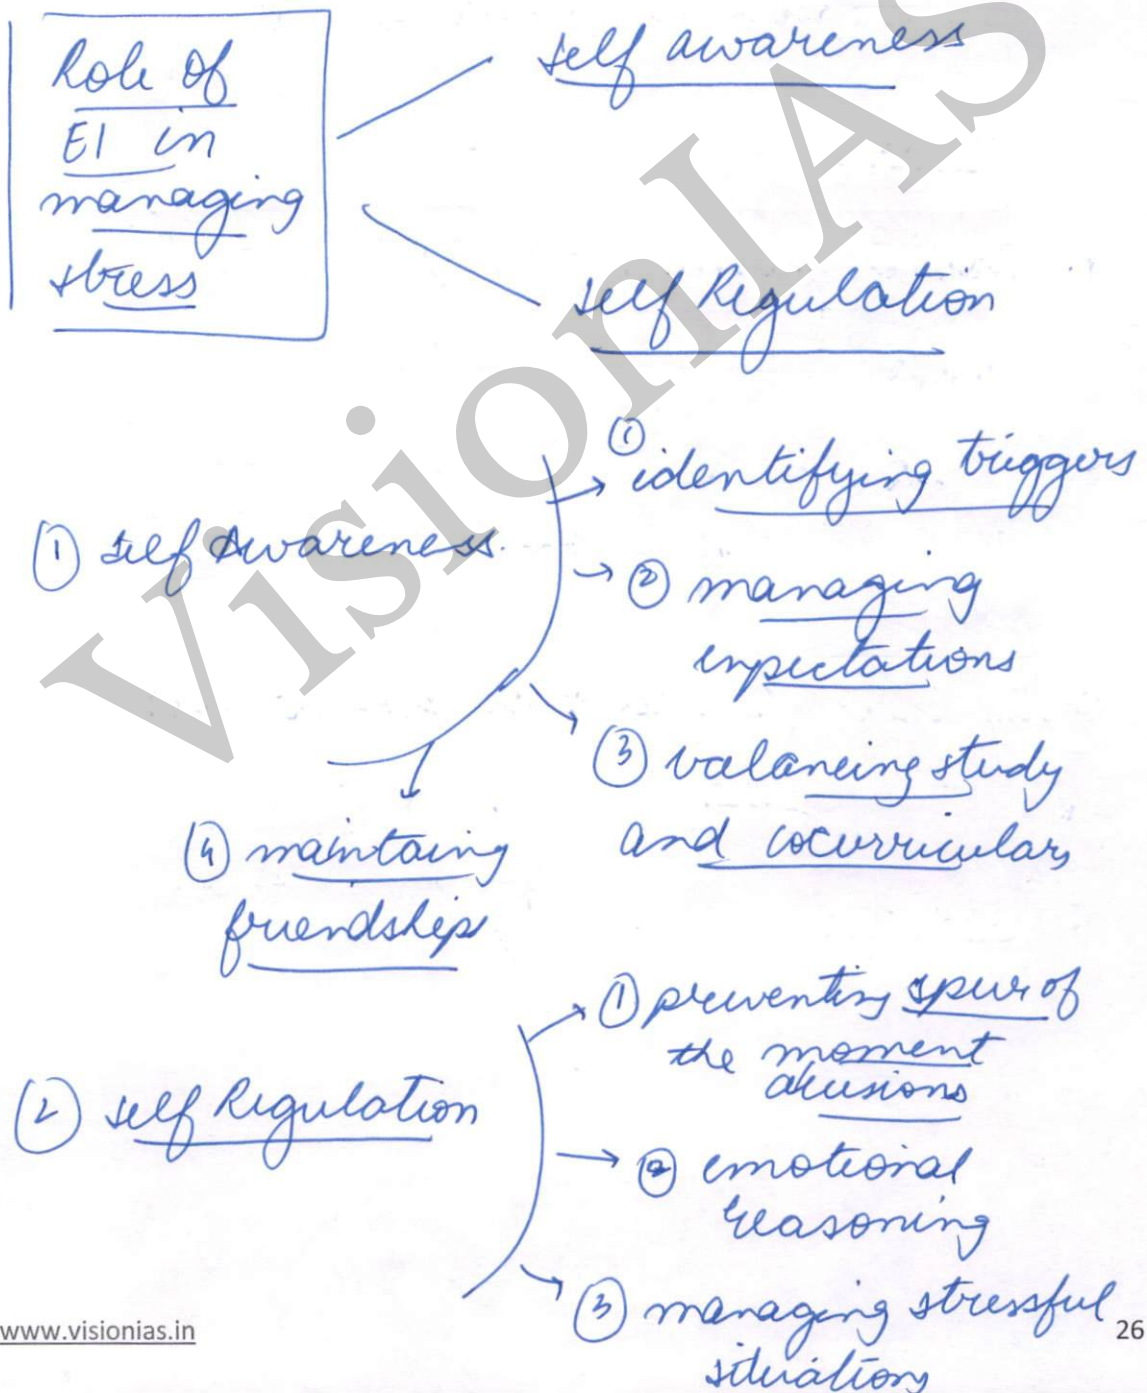 Role of
EI in
managing
stress
self awareness
self Regulation
① self Awareness.
→ ① identifying triggers
→ ② managing
expectations
→ ③ balancing study
and cocurriculars
④ maintaing
friendships
② self Regulation
→ ① preventing spur of
the moment
decisions
→ ② emotional
reasoning
→ ③ managing stressful
situations
VisionIAS
www.visionias.in
26